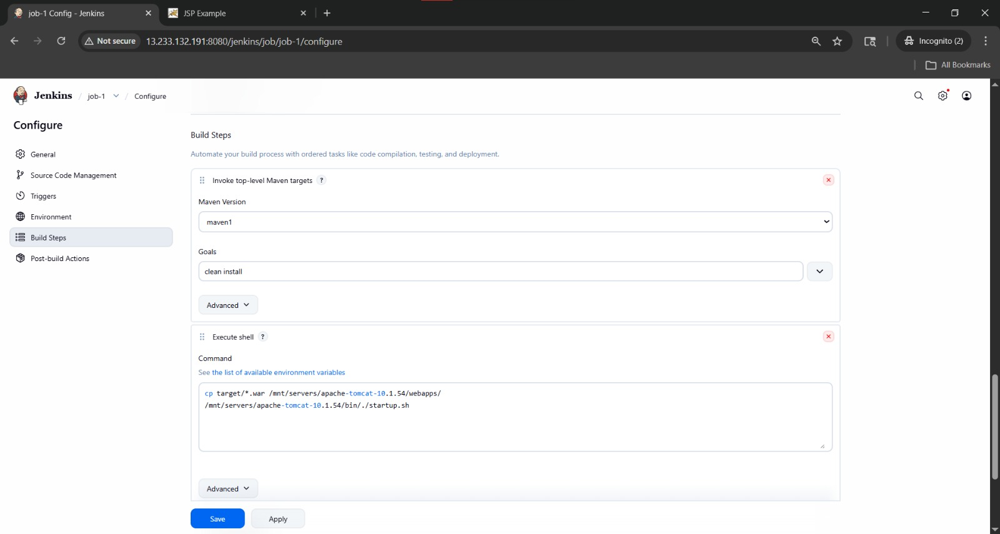 job-1 Config - Jenkins
JSP Example
Not secure
13.233.132.191:8080/jenkins/job/job-1/configure
Incognito (2)
All Bookmarks
Jenkins / job-1 / Configure
Configure
General
Source Code Management
Triggers
Environment
Build Steps
Post-build Actions
Build Steps
Automate your build process with ordered tasks like code compilation, testing, and deployment.
Invoke top-level Maven targets ?
Maven Version
maven1
Goals
clean install
Advanced
Execute shell ?
Command
See the list of available environment variables
cp target/*.war /mnt/servers/apache-tomcat-10.1.54/webapps/
/mnt/servers/apache-tomcat-10.1.54/bin/./startup.sh
Advanced
Save
Apply